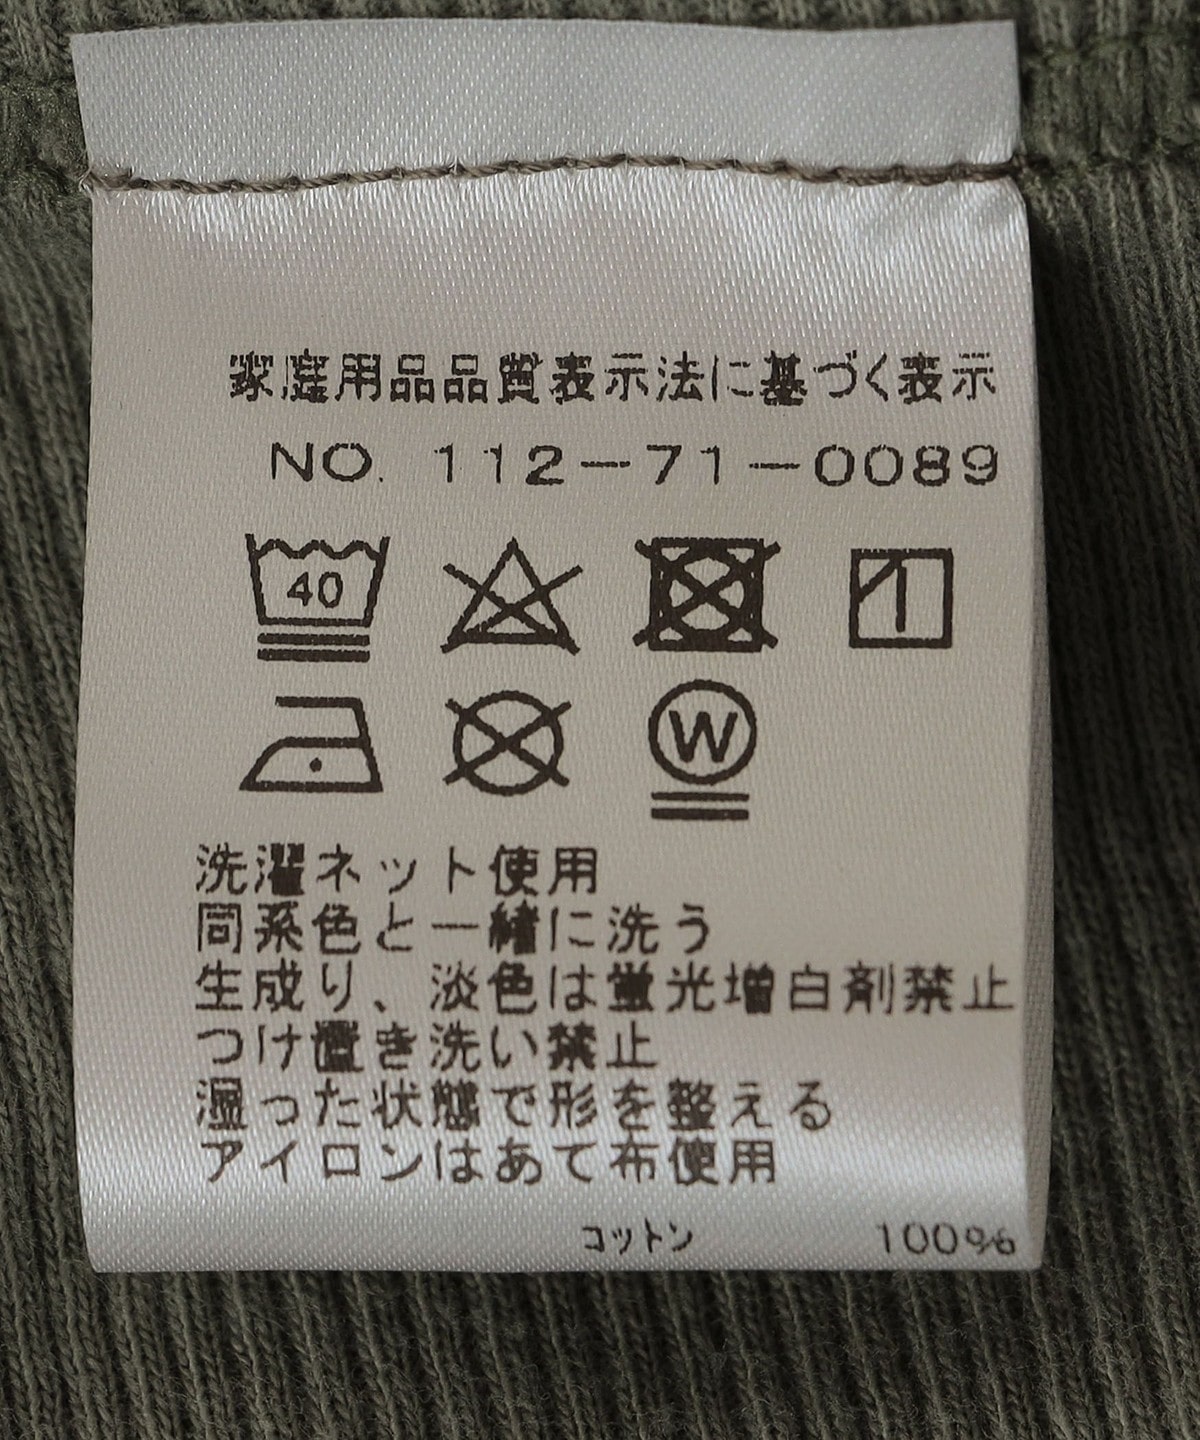 家庭用品品質表示法に基づく表示
NO. 112-71-0089
40
W
洗濯ネット使用
同系色と一緒に洗う
生成り、淡色は蛍光増白剤禁止
つけ置き洗い禁止
湿った状態で形を整える
アイロンはあて布使用
コットン 100%